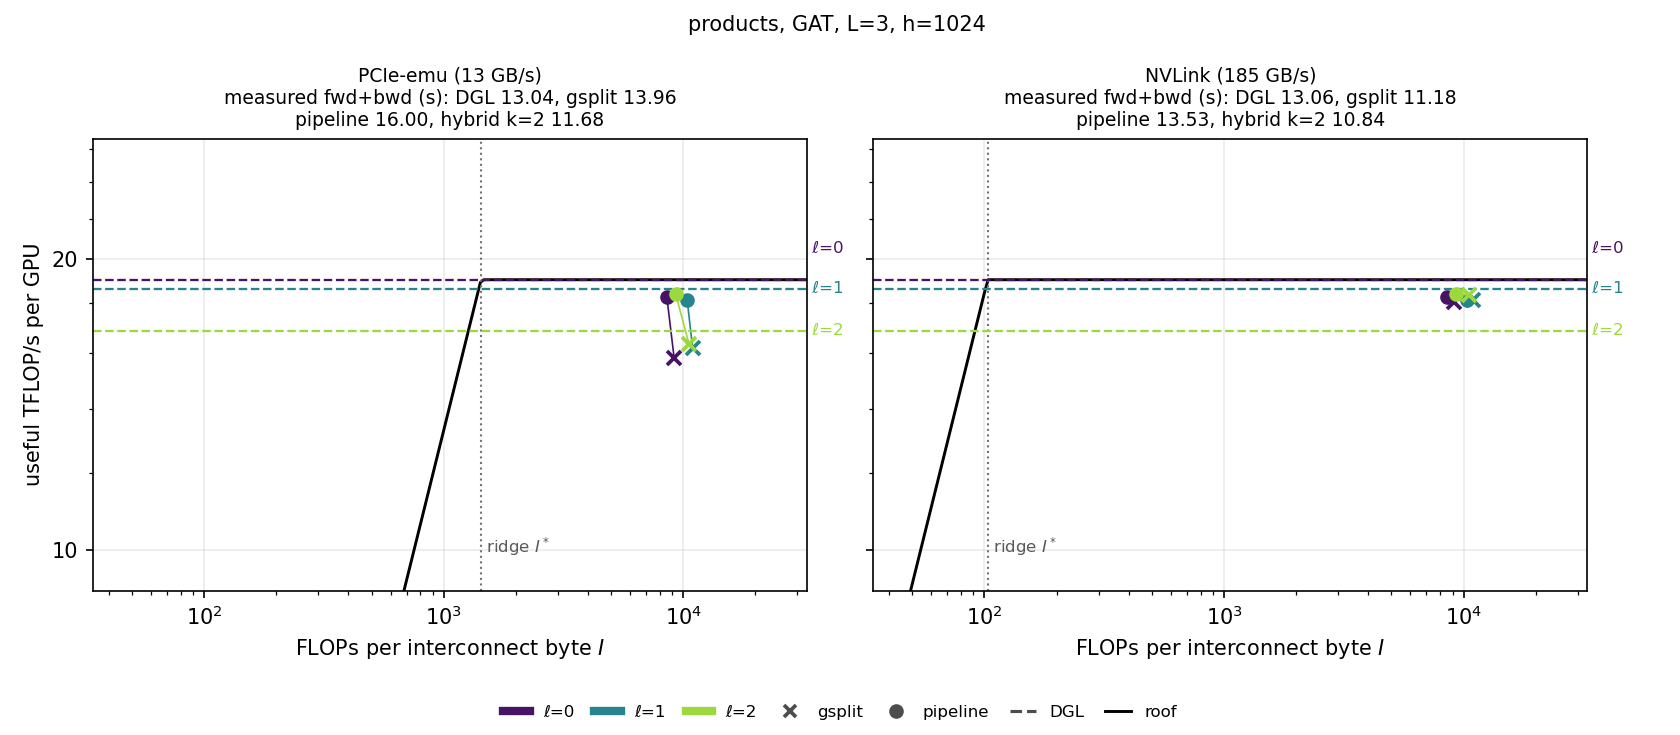 products, GAT, L=3, h=1024
PCIe-emu (13 GB/s)
measured fwd+bwd (s): DGL 13.04, gsplit 13.96
pipeline 16.00, hybrid k=2 11.68
20
10
useful TFLOP/s per GPU
ℓ=0
ℓ=1
ℓ=2
ridge I*
10²
10³
10⁴
FLOPs per interconnect byte I
NVLink (185 GB/s)
measured fwd+bwd (s): DGL 13.06, gsplit 11.18
pipeline 13.53, hybrid k=2 10.84
ℓ=0
ℓ=1
ℓ=2
ridge I*
10²
10³
10⁴
FLOPs per interconnect byte I
ℓ=0 ℓ=1 ℓ=2 gsplit pipeline DGL roof